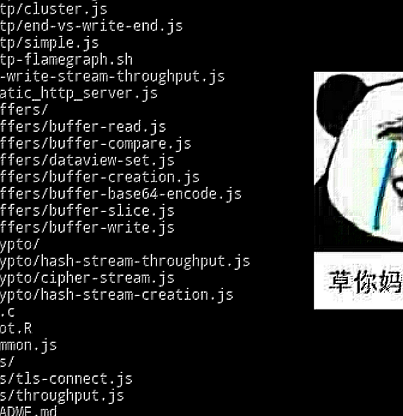 tp/cluster.js
tp/end-vs-write-end.js
tp/simple.js
tp-flamegraph.sh
-write-stream-throughput.js
atic_http_server.js
ffers/
ffers/buffer-read.js
ffers/buffer-compare.js
ffers/dataview-set.js
ffers/buffer-creation.js
ffers/buffer-base64-encode.js
ffers/buffer-slice.js
ffers/buffer-write.js
ypto/
ypto/hash-stream-throughput.js
ypto/cipher-stream.js
ypto/hash-stream-creation.js
.c
ot.R
mmon.js
s/
s/tls-connect.js
s/throughput.js
ADME.md
草你妈